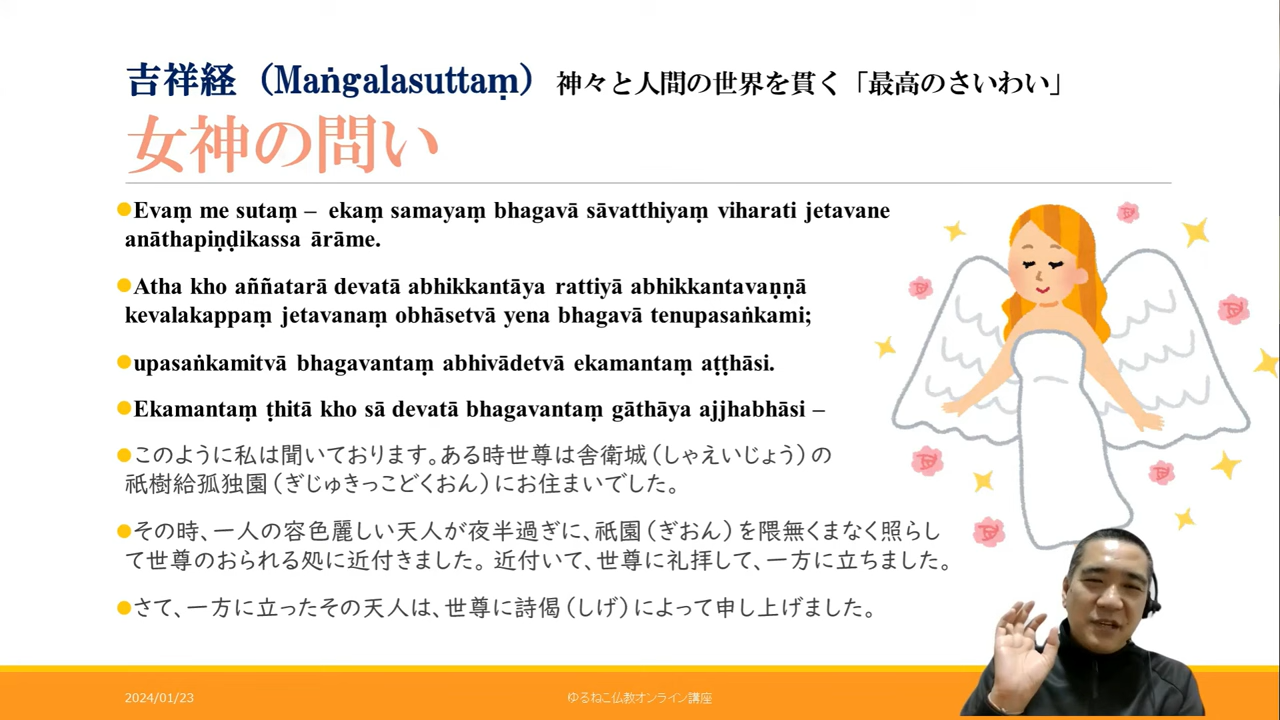 吉祥経（Maṅgalasuttaṃ）神々と人間の世界を貫く「最高のさいわい」
女神の問い
●Evaṃ me sutaṃ – ekaṃ samayaṃ bhagavā sāvatthiyaṃ viharati jetavane
anāthapiṇḍikassa ārāme.
●Atha kho aññatarā devatā abhikkantāya rattiyā abhikkantavaṇṇā
kevalakappaṃ jetavanaṃ obhāsetvā yena bhagavā tenupasaṅkami;
●upasaṅkamitvā bhagavantaṃ abhivādetvā ekamantaṃ aṭṭhāsi.
●Ekamantaṃ ṭhitā kho sā devatā bhagavantaṃ gāthāya ajjhabhāsi –
●このように私は聞いております。ある時世尊は舎衛城（しゃえいじょう）の
祇樹給孤独園（ぎじゅきっこどくおん）にお住まいでした。
●その時、一人の容色麗しい天人が夜半過ぎに、祇園（ぎおん）を隈無くまなく照らし
て世尊のおられる処に近付きました。近付いて、世尊に礼拝して、一方に立ちました。
●さて、一方に立ったその天人は、世尊に詩偈（しげ）によって申し上げました。
2024/01/23
ゆるねこ仏教オンライン講座